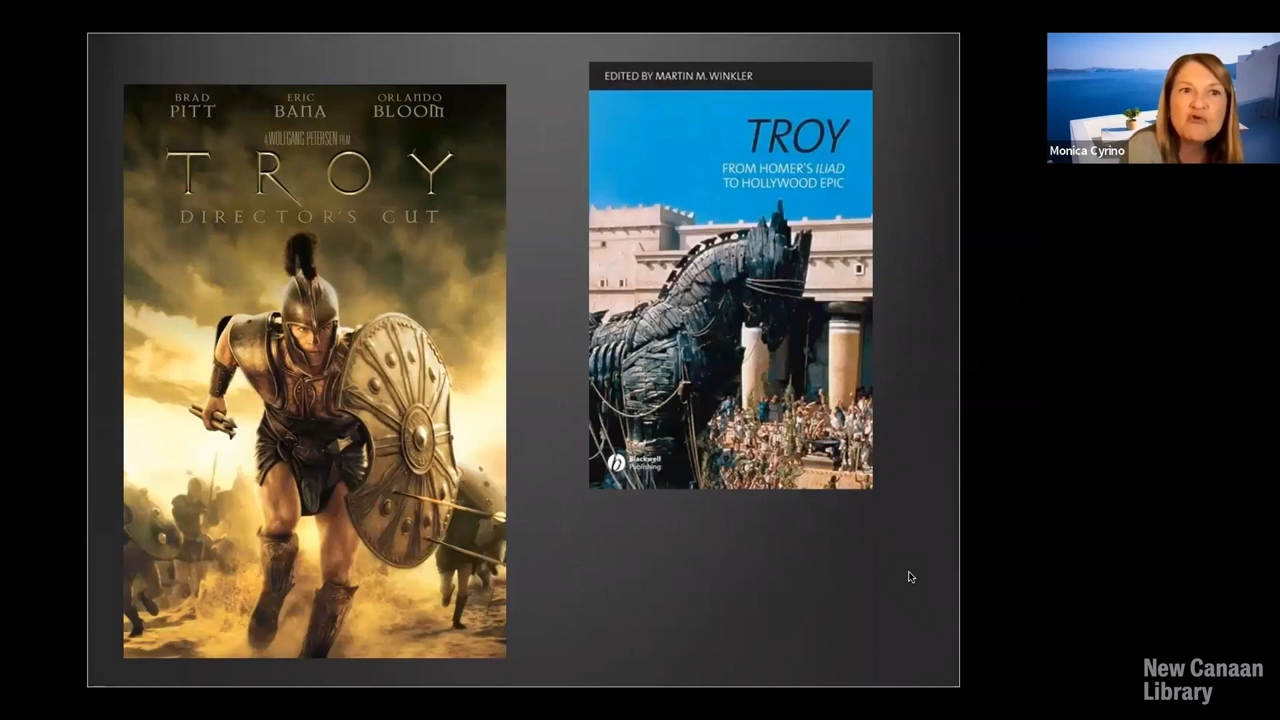 BRAD
PITT
ERIC
BANA
ORLANDO
BLOOM
A WOLFGANG PETERSEN FILM
TROY
DIRECTOR'S CUT
EDITED BY MARTIN M. WINKLER
TROY
FROM HOMER'S ILIAD
TO HOLLYWOOD EPIC
Blackwell
Publishing
Monica Cyrino
New Canaan
Library